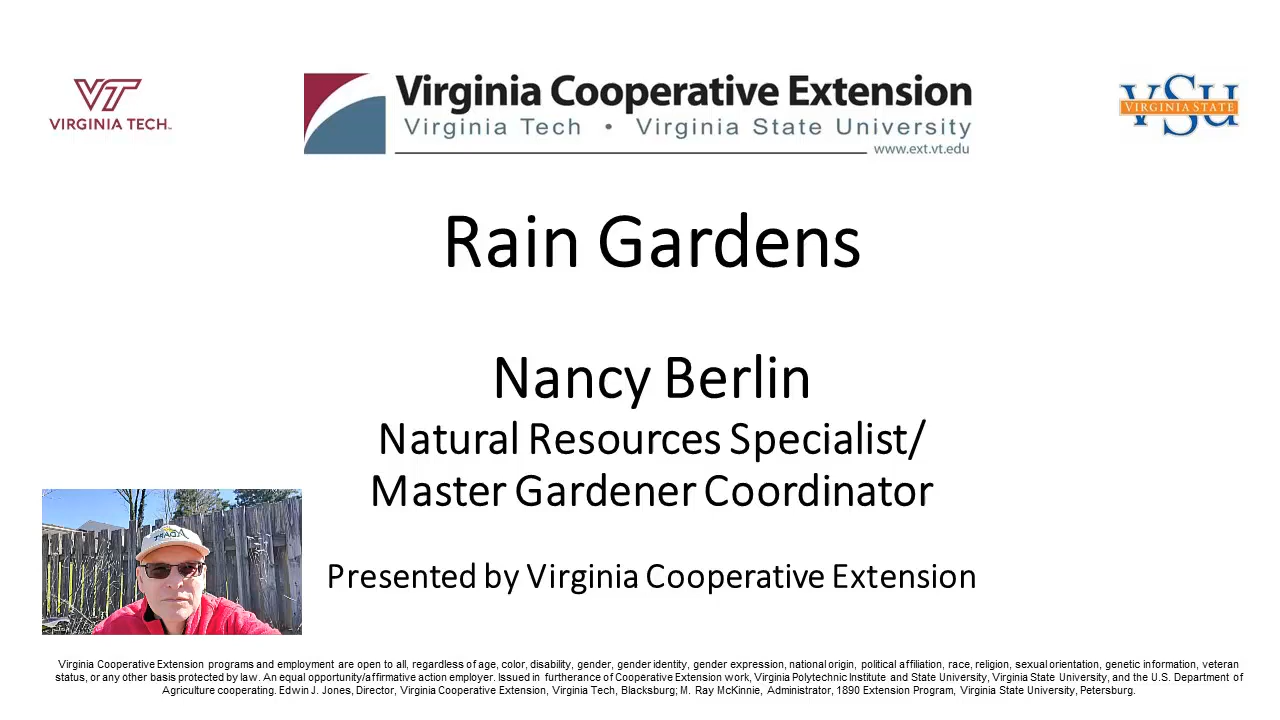 VT
VIRGINIA TECH™
Virginia Cooperative Extension
Virginia Tech • Virginia State University
www.ext.vt.edu
VSU
VIRGINIA STATE
Rain Gardens
Nancy Berlin
Natural Resources Specialist/
Master Gardener Coordinator
Presented by Virginia Cooperative Extension
Virginia Cooperative Extension programs and employment are open to all, regardless of age, color, disability, gender, gender identity, gender expression, national origin, political affiliation, race, religion, sexual orientation, genetic information, veteran
status, or any other basis protected by law. An equal opportunity/affirmative action employer. Issued in furtherance of Cooperative Extension work, Virginia Polytechnic Institute and State University, Virginia State University, and the U.S. Department of
Agriculture cooperating. Edwin J. Jones, Director, Virginia Cooperative Extension, Virginia Tech, Blacksburg; M. Ray McKinnie, Administrator, 1890 Extension Program, Virginia State University, Petersburg.